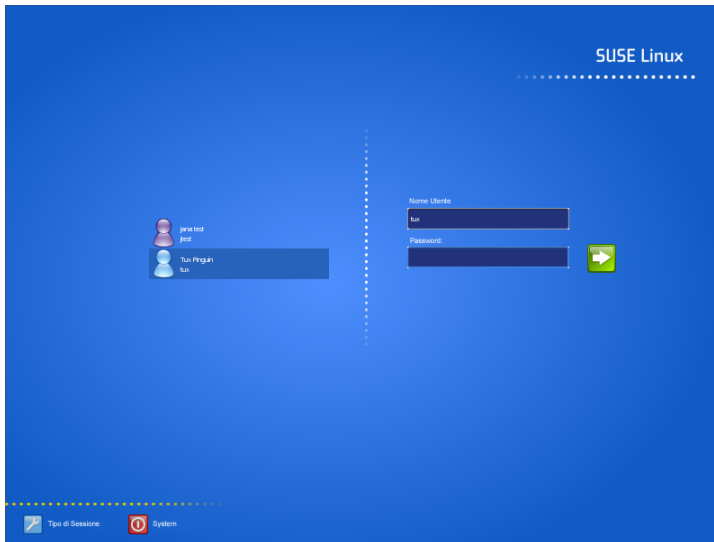 SUSE Linux
jana test
jtest
Tux Pinguin
tux
Nome Utente
tux
Password:
Tipo di Sessione
System